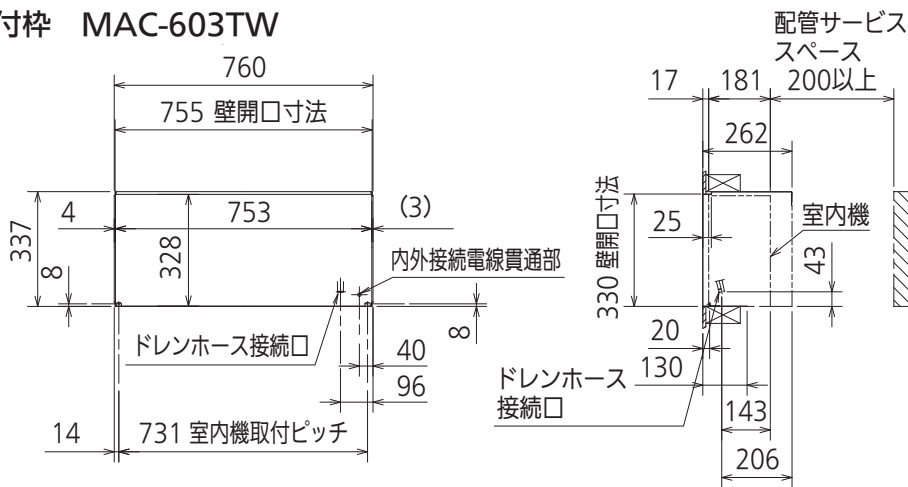 付枠 MAC-603TW
760
755 壁開口寸法
337
4
753
(3)
328
8
内外接続電線貫通部
ドレンホース接続口
8
40
96
14
731 室内機取付ピッチ
配管サービス
スペース
17
181
200以上
262
330 壁開口寸法
25
室内機
43
20
130
ドレンホース
接続口
143
206